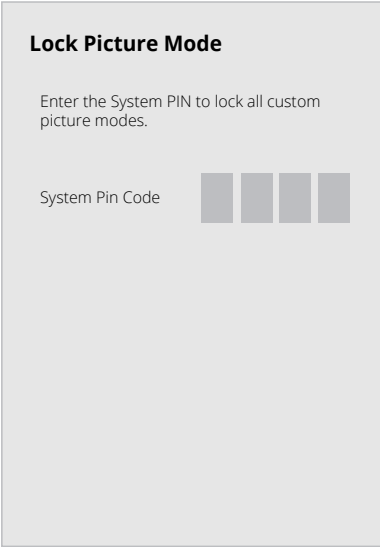 Lock Picture Mode
Enter the System PIN to lock all custom
picture modes.
System Pin Code